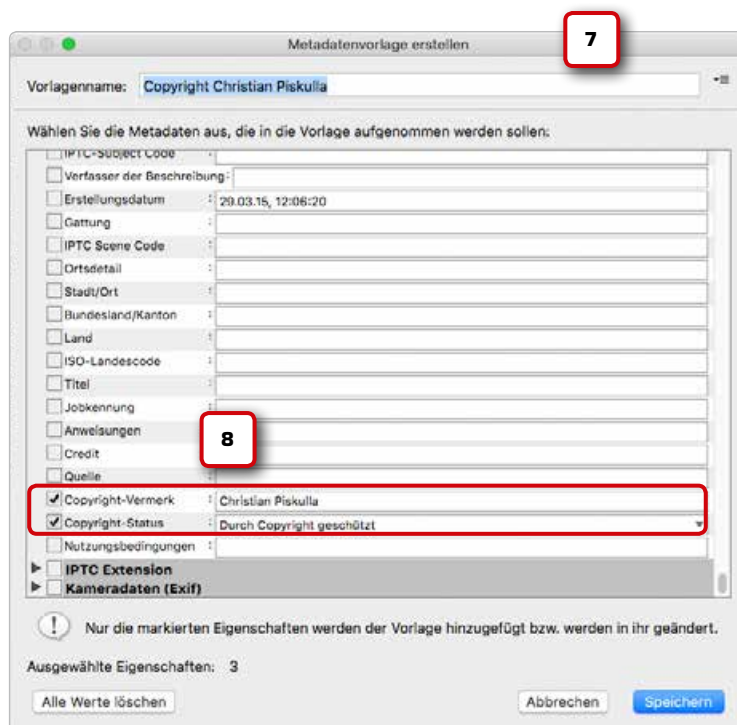 7
Metadatenvorlage erstellen
Vorlagenname: Copyright Christian Piskulla
Wählen Sie die Metadaten aus, die in die Vorlage aufgenommen werden sollen:
IPTC-Subject Code :
Verfasser der Beschreibung:
Erstellungsdatum : 29.03.15, 12:06:20
Gattung :
IPTC Scene Code :
Ortsdetail :
Stadt/Ort :
Bundesland/Kanton :
Land :
ISO-Landescode :
Titel :
Jobkennung :
Anweisungen :
8
Credit
Quelle :
Copyright-Vermerk : Christian Piskulla
Copyright-Status : Durch Copyright geschützt
Nutzungsbedingungen :
IPTC Extension
Kameradaten (Exif)
! Nur die markierten Eigenschaften werden der Vorlage hinzugefügt bzw. werden in ihr geändert.
Ausgewählte Eigenschaften: 3
Alle Werte löschen Abbrechen Speichern